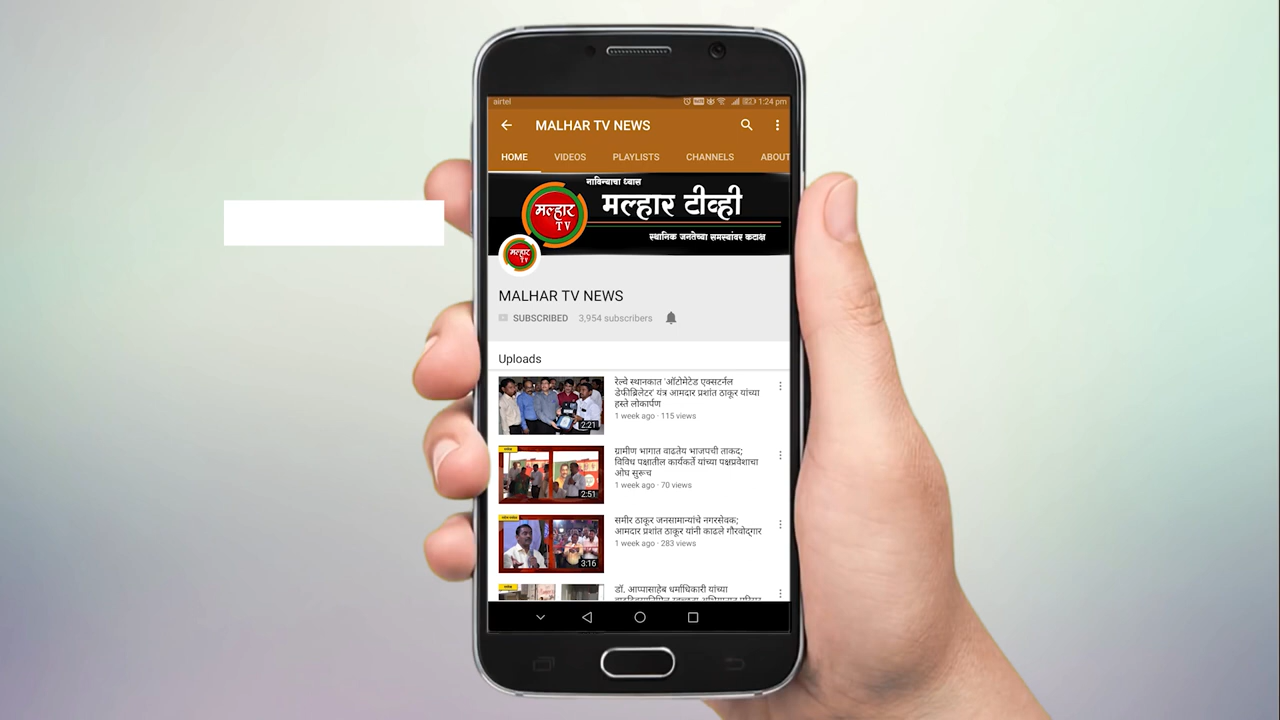 airtel
1:24 pm
MALHAR TV NEWS
HOME VIDEOS PLAYLISTS CHANNELS ABOUT
नाविन्याचा ध्यास
मल्हार टीव्ही
स्थानिक जनतेच्या समस्यांवर कटाक्ष
मल्हार
TV
मल्हार
TV
MALHAR TV NEWS
SUBSCRIBED 3,954 subscribers
Uploads
रेल्वे स्थानकात 'ऑटोमेटेड एक्सटर्नल
डेफीब्रिलेटर' यंत्र आमदार प्रशांत ठाकूर यांच्या
हस्ते लोकार्पण
1 week ago · 115 views
2:21
ग्रामीण भागात वाढतेय भाजपची ताकद;
विविध पक्षातील कार्यकर्ते यांच्या पक्षप्रवेशाचा
ओघ सुरूच
1 week ago · 70 views
2:51
समीर ठाकूर जनसामान्यांचे नगरसेवक;
आमदार प्रशांत ठाकूर यांनी काढले गौरवोद्गार
1 week ago · 283 views
3:16
डॉ. आप्पासाहेब धर्माधिकारी यांच्या